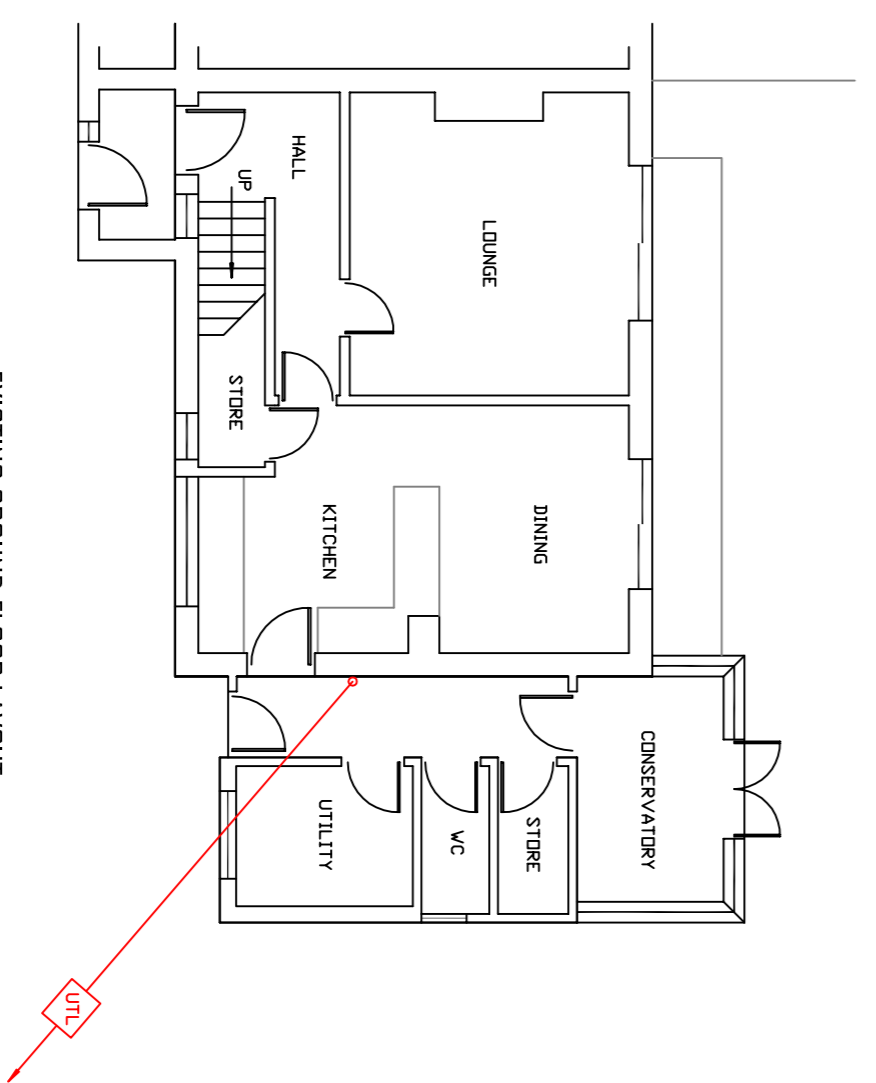 HALL
UP
LOUNGE
STORE
KITCHEN
DINING
CONSERVATORY
UTILITY
WC
STORE
UTL